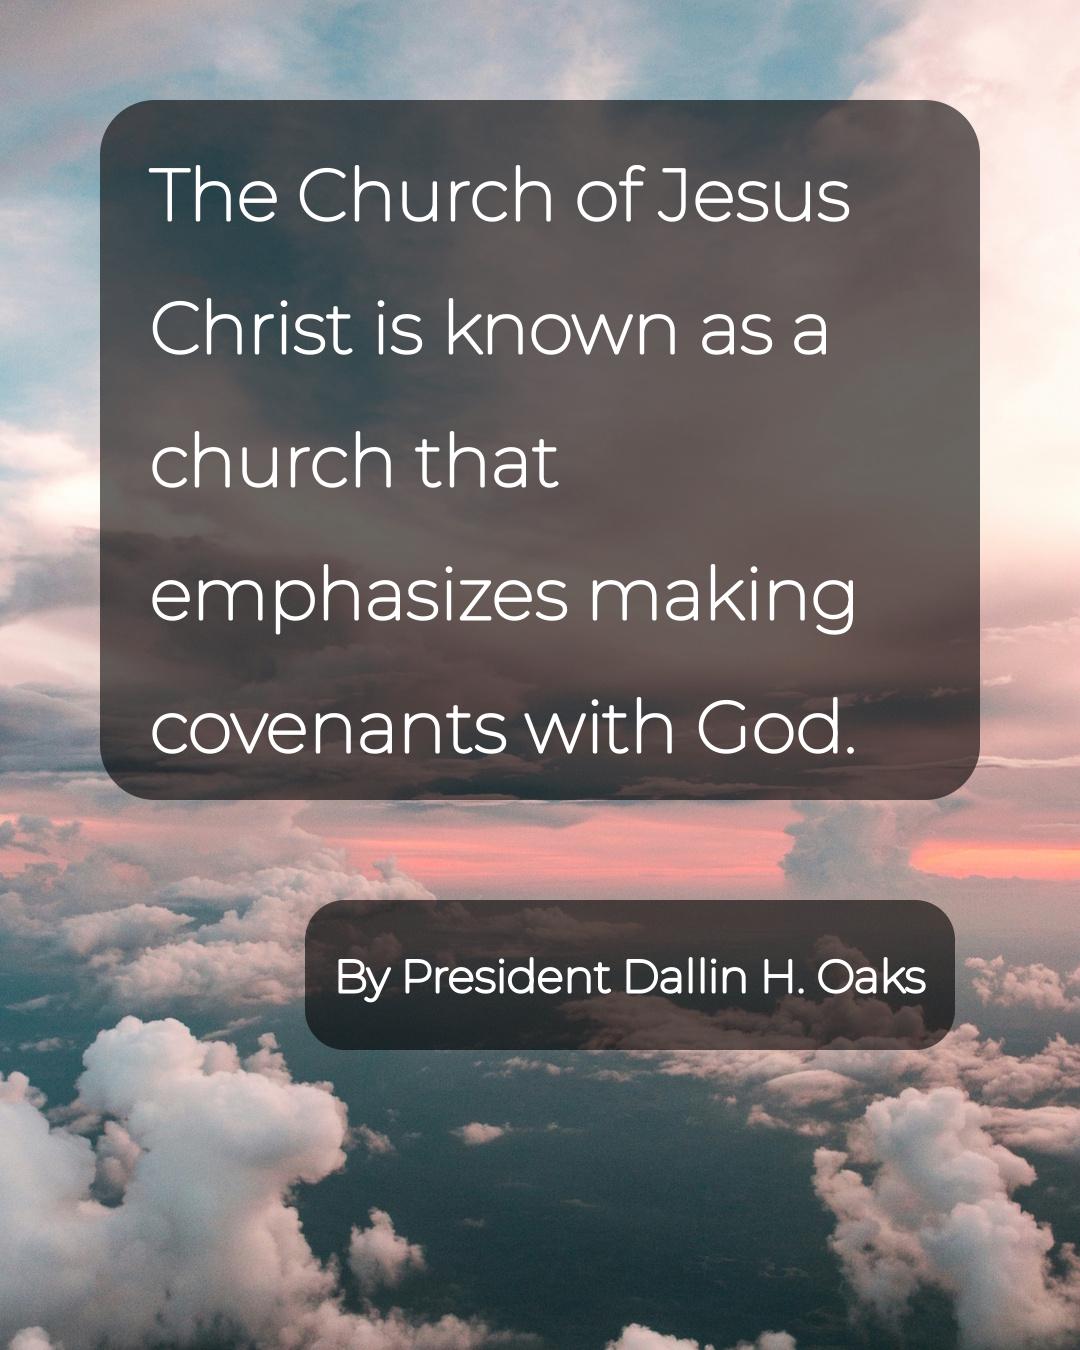 The Church of Jesus
Christ is known as a
church that
emphasizes making
covenants with God.
By President Dallin H. Oaks